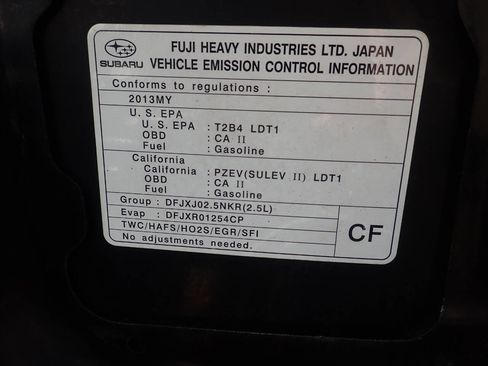 FUJI HEAVY INDUSTRIES LTD. JAPAN
SUBARU
VEHICLE EMISSION CONTROL INFORMATION
Conforms to regulations :
2013MY
U. S. EPA
U. S. EPA : T2B4 LDT1
OBD : CA II
Fuel : Gasoline
California
California : PZEV(SULEV II) LDT1
OBD : CA II
Fuel : Gasoline
Group : DFJXJ02.5NKR(2.5L)
Evap : DFJXR01254CP
TWC/HAFS/HO2S/EGR/SFI
No adjustments needed.
CF